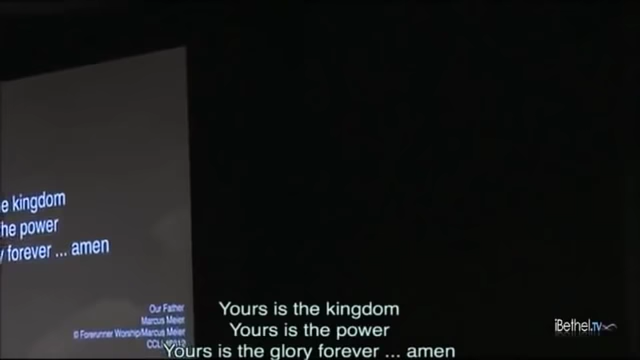 e kingdom
the power
y forever ... amen
Our Father
Marcus Meier
© Forerunner Worship/Marcus Meier
Yours is the kingdom
Yours is the power
Yours is the glory forever ... amen
iBethel.tv